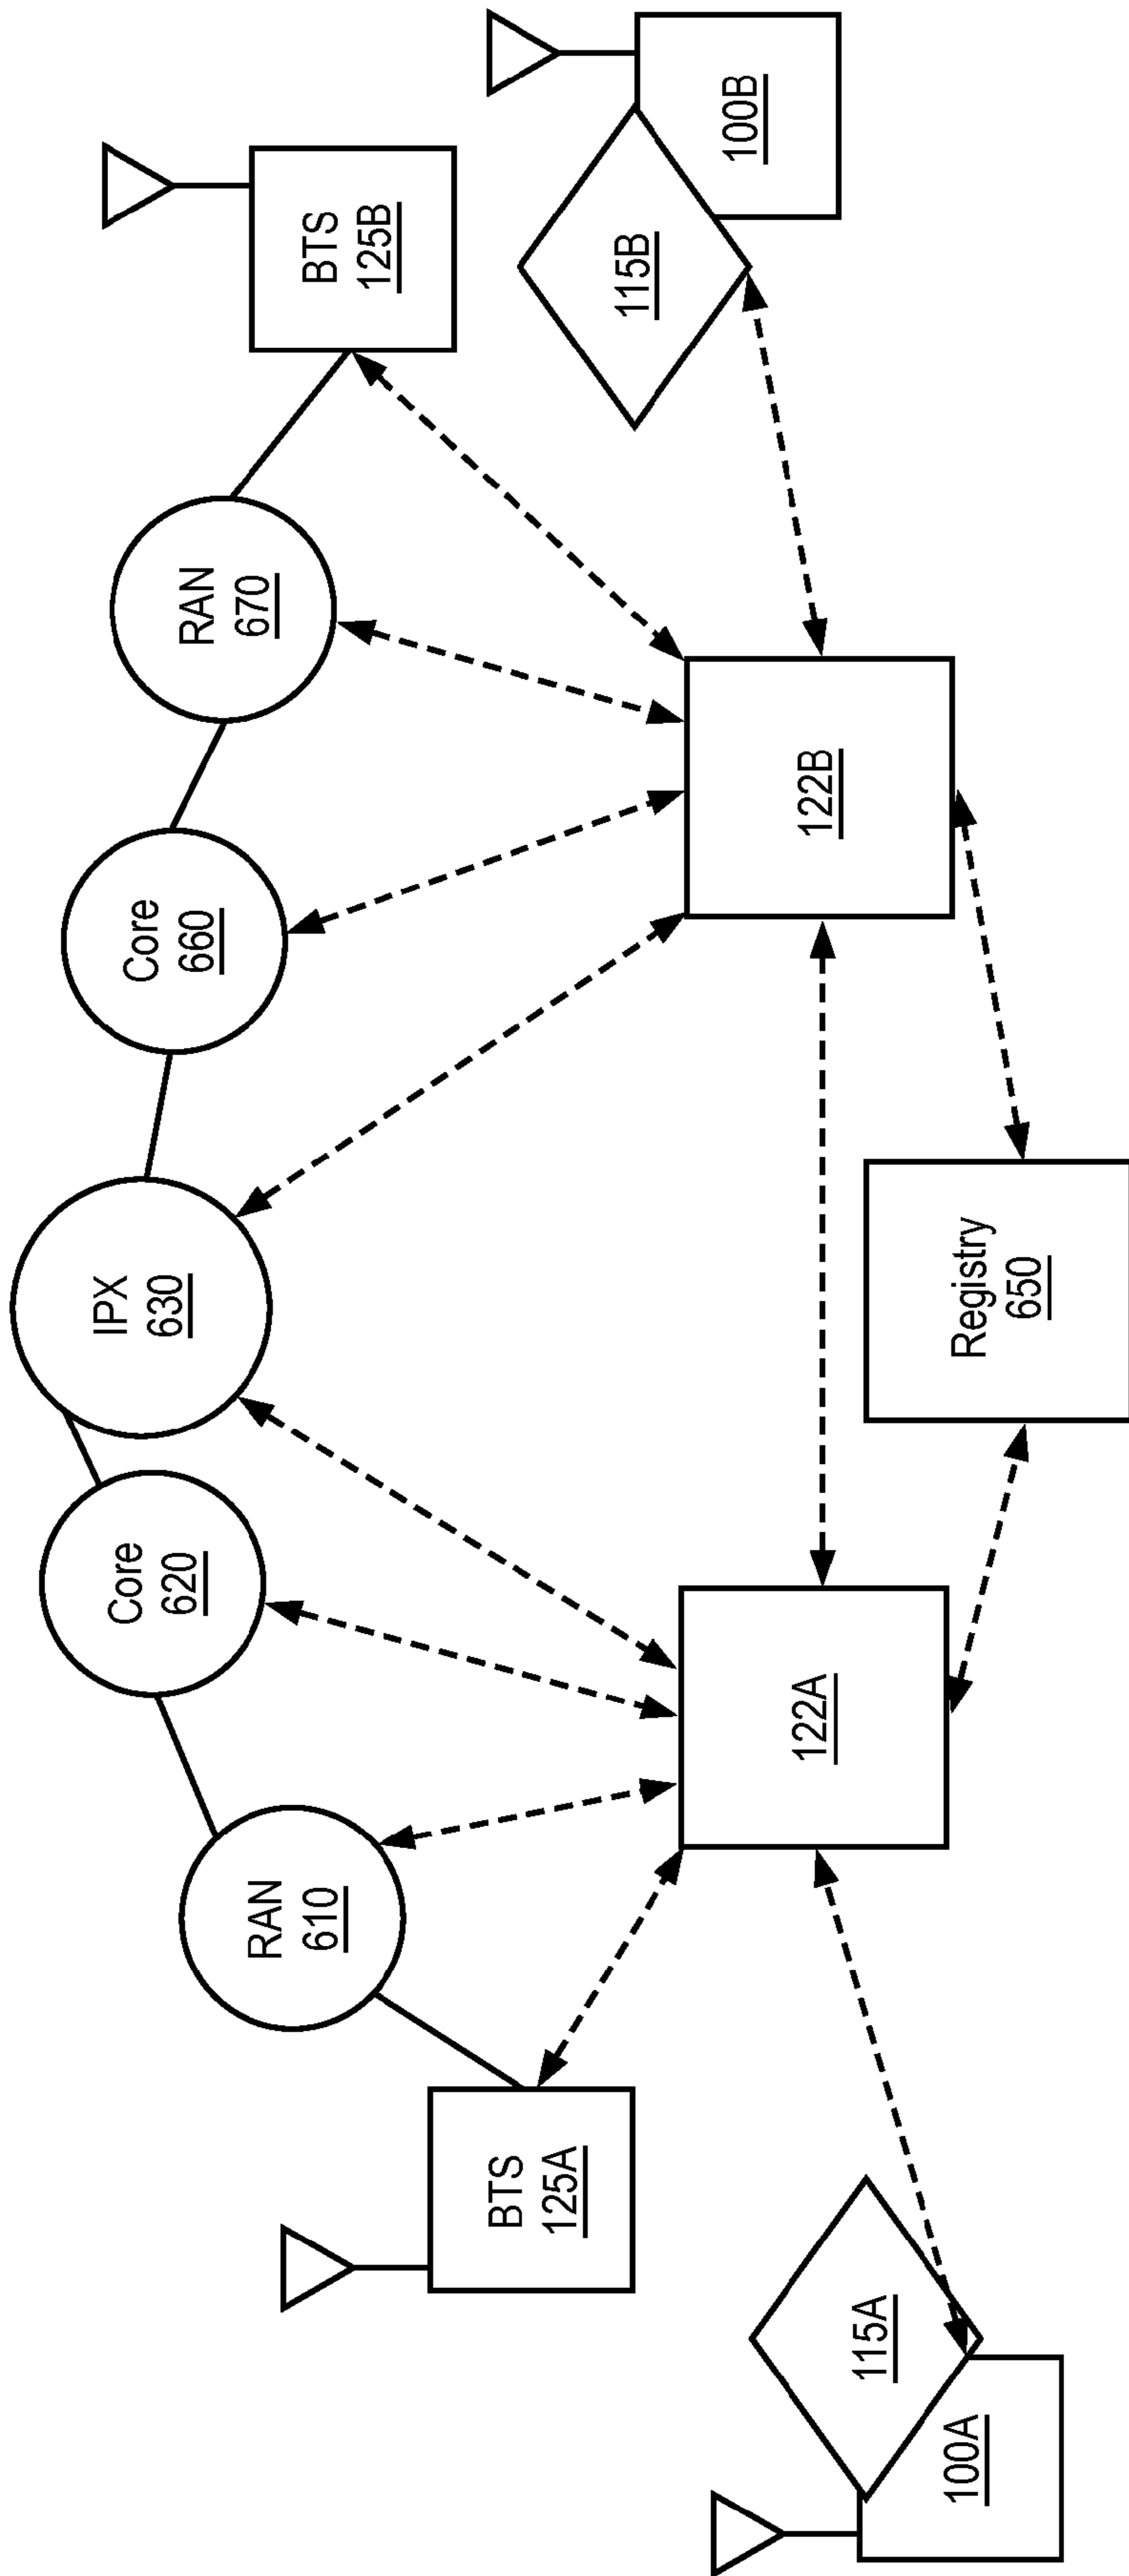 IPX
630
Core
620
Core
660
RAN
610
RAN
670
BTS
125A
BTS
125B
115A
100A
115B
100B
122A
122B
Registry
650